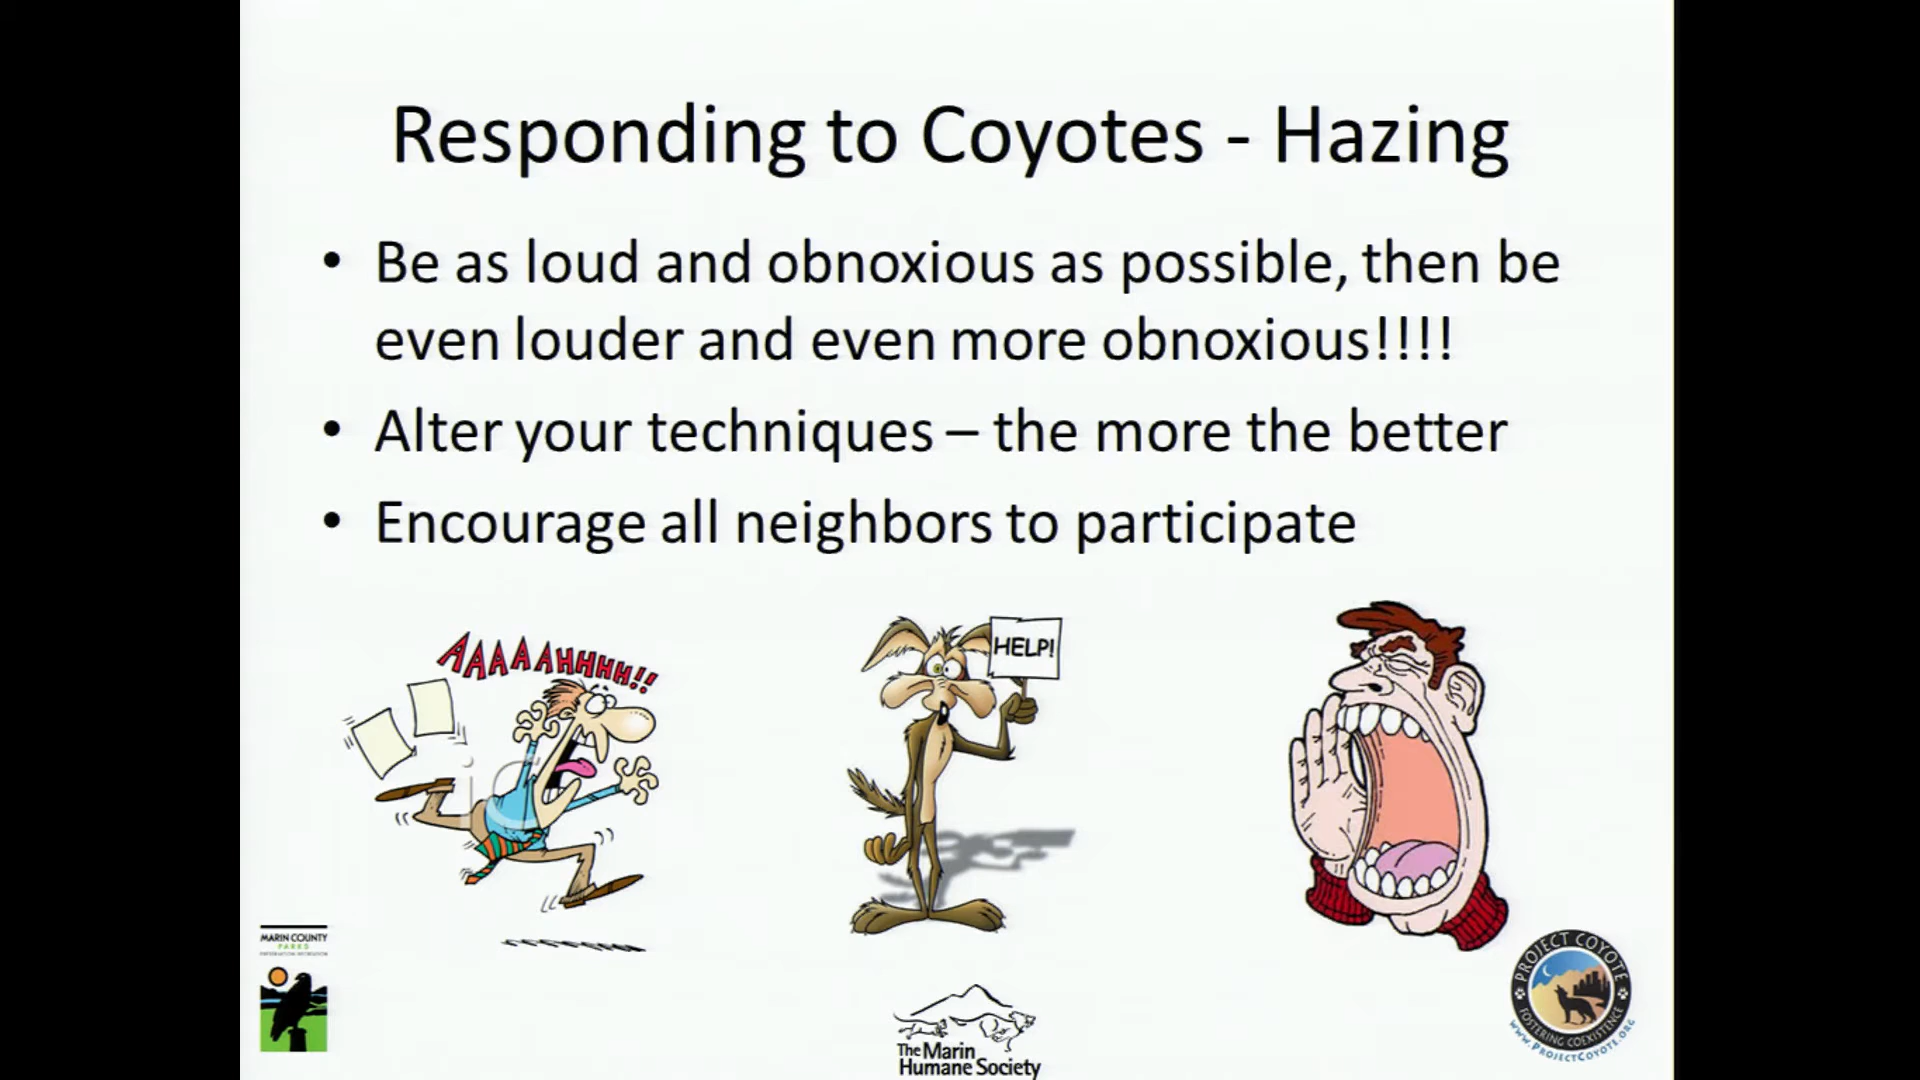 Responding to Coyotes - Hazing
• Be as loud and obnoxious as possible, then be
even louder and even more obnoxious!!!!
• Alter your techniques – the more the better
• Encourage all neighbors to participate
AAAAAHHHH!!
HELP!
MARIN COUNTY
PARKS
The Marin
Humane Society
PROJECT COYOTE
FOSTERING COEXISTENCE
www.PROJECTCOYOTE.ORG